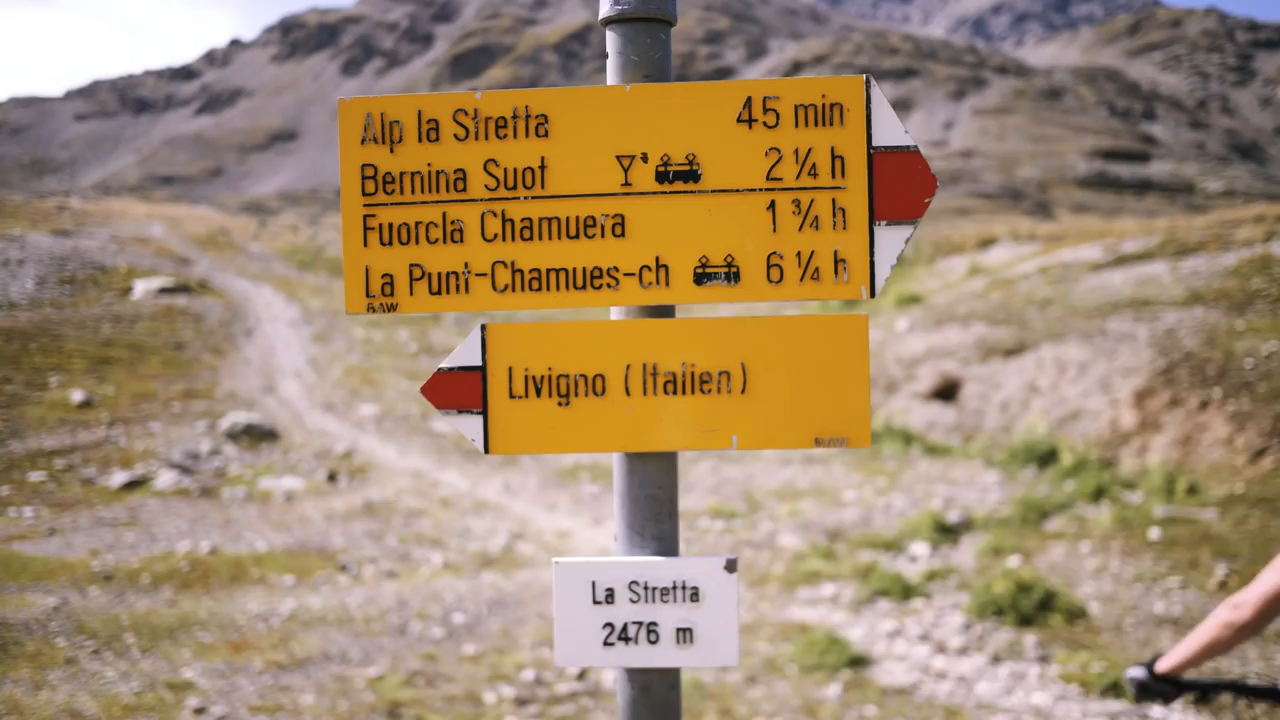 Alp la Stretta 45 min
Bernina Suot 2 ¼ h
Fuorcla Chamuera 1 ¾ h
La Punt-Chamues-ch 6 ¼ h
BAW
Livigno (Italien)
La Stretta
2476 m